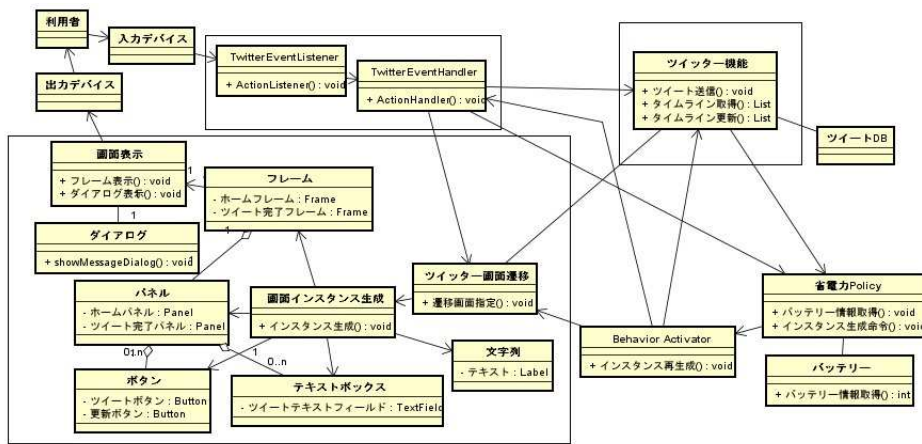 利用者
入力デバイス
出力デバイス
TwitterEventListener
+ ActionListener() : void
TwitterEventHandler
+ ActionHandler() : void
ツイッター機能
+ ツイート送信() : void
+ タイムライン取得() : List
+ タイムライン更新() : List
ツイートDB
画面表示
+ フレーム表示() : void
+ ダイアログ表示() : void
1
1
フレーム
- ホームフレーム : Frame
- ツイート完了フレーム : Frame
1
ダイアログ
+ showMessageDialog() : void
1
パネル
- ホームパネル : Panel
- ツイート完了パネル : Panel
画面インスタンス生成
+ インスタンス生成() : void
ツイッター画面遷移
+ 遷移画面指定() : void
省電力Policy
+ バッテリー情報取得() : void
+ インスタンス生成命令() : void
Behavior Activator
+ インスタンス再生成() : void
バッテリー
+ バッテリー情報取得() : int
1
0..n
文字列
- テキスト : Label
ボタン
- ツイートボタン : Button
- 更新ボタン : Button
テキストボックス
- ツイートテキストフィールド : TextField